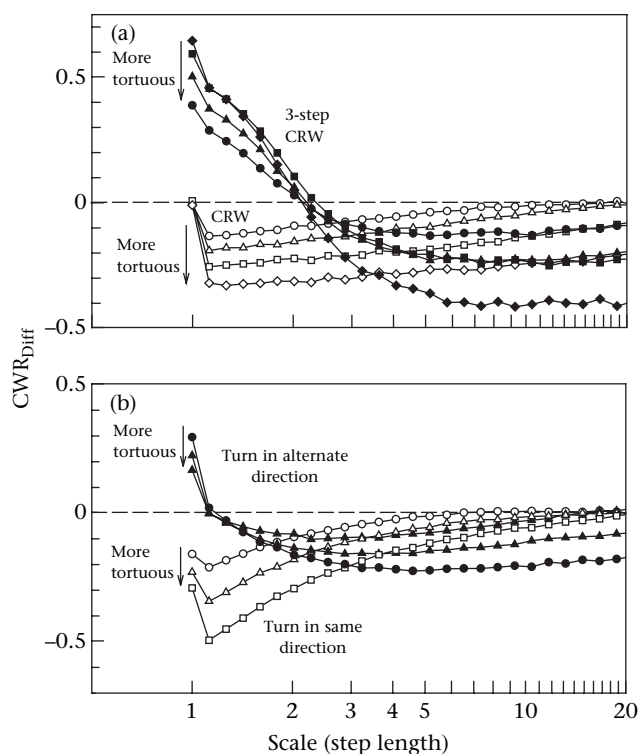 (a)
More
tortuous
3-step
CRW
CRW
More
tortuous
0.5
0
−0.5
CWR_Diff
(b)
More
tortuous
Turn in alternate
direction
More
tortuous
Turn in same
direction
0.5
0
−0.5
1 2 3 4 5 10 20
Scale (step length)